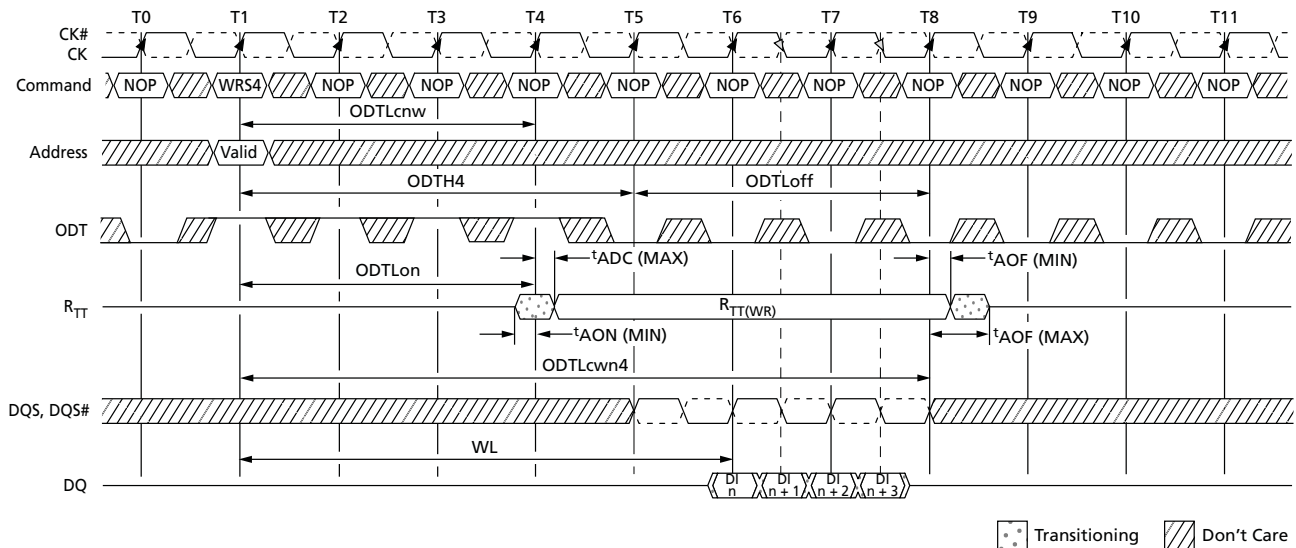 T0 T1 T2 T3 T4 T5 T6 T7 T8 T9 T10 T11
CK#
CK
Command NOP WRS4 NOP NOP NOP NOP NOP NOP NOP NOP NOP NOP
ODTLcnw
Address Valid
ODTH4 ODTLoff
ODT
tADC (MAX) tAOF (MIN)
ODTLon
RTT RTT(WR)
tAON (MIN) tAOF (MAX)
ODTLcwn4
DQS, DQS#
WL
DQ DI n DI n + 1 DI n + 2 DI n + 3
Transitioning Don't Care